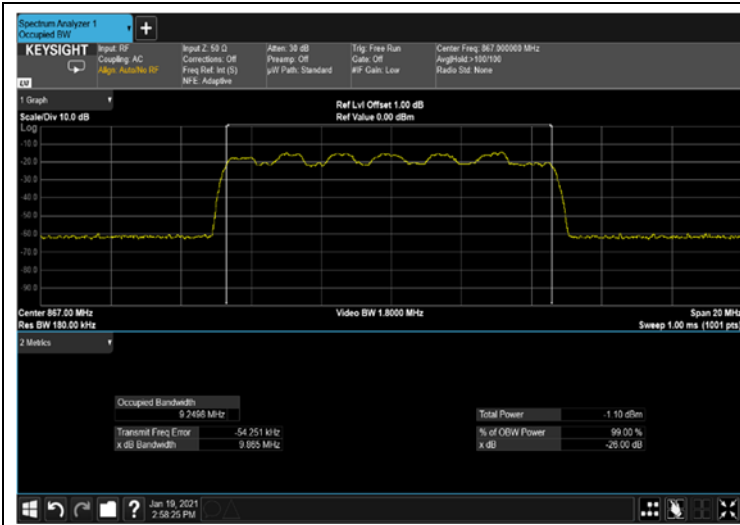 Spectrum Analyzer 1
Occupied BW
KEYSIGHT
Input: RF
Coupling: AC
Align: Auto/No RF
Input Z: 50 Ω
Corrections: Off
Freq Ref: Int (S)
NFE: Adaptive
Atten: 30 dB
Preamp: Off
µW Path: Standard
Trig: Free Run
Gate: Off
#IF Gain: Low
Center Freq: 867.000000 MHz
Avg|Hold:>100/100
Radio Std: None
1 Graph
Scale/Div 10.0 dB
Ref Lvl Offset 1.00 dB
Ref Value 0.00 dBm
Log
-10.0
-20.0
-30.0
-40.0
-50.0
-60.0
-70.0
-80.0
-90.0
Center 867.00 MHz
Res BW 180.00 kHz
Video BW 1.8000 MHz
Span 20 MHz
Sweep 1.00 ms (1001 pts)
2 Metrics
Occupied Bandwidth
9.2498 MHz
Transmit Freq Error -54.251 kHz
x dB Bandwidth 9.865 MHz
Total Power -1.10 dBm
% of OBW Power 99.00 %
x dB -26.00 dB
Jan 19, 2021
2:58:25 PM